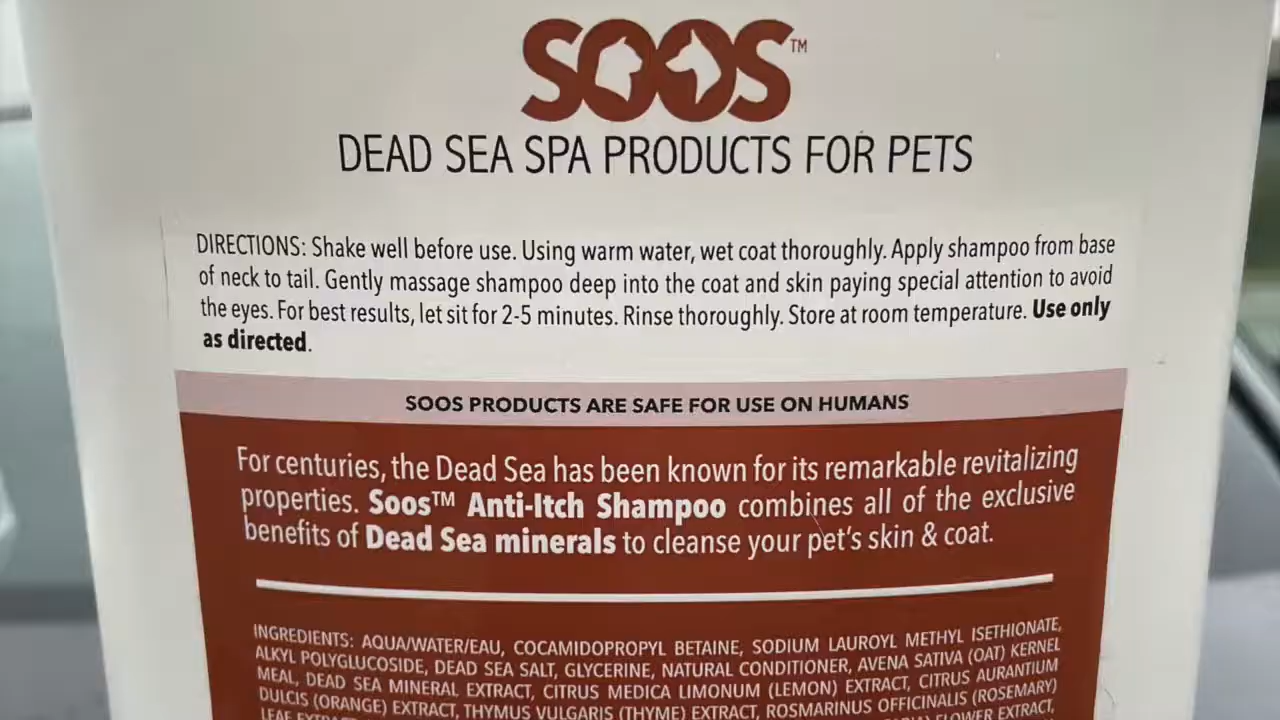 SOOS™
DEAD SEA SPA PRODUCTS FOR PETS
DIRECTIONS: Shake well before use. Using warm water, wet coat thoroughly. Apply shampoo from base
of neck to tail. Gently massage shampoo deep into the coat and skin paying special attention to avoid
the eyes. For best results, let sit for 2-5 minutes. Rinse thoroughly. Store at room temperature. Use only
as directed.
SOOS PRODUCTS ARE SAFE FOR USE ON HUMANS
For centuries, the Dead Sea has been known for its remarkable revitalizing
properties. Soos™ Anti-Itch Shampoo combines all of the exclusive
benefits of Dead Sea minerals to cleanse your pet's skin & coat.
INGREDIENTS: AQUA/WATER/EAU, COCAMIDOPROPYL BETAINE, SODIUM LAUROYL METHYL ISETHIONATE,
ALKYL POLYGLUCOSIDE, DEAD SEA SALT, GLYCERINE, NATURAL CONDITIONER, AVENA SATIVA (OAT) KERNEL
MEAL, DEAD SEA MINERAL EXTRACT, CITRUS MEDICA LIMONUM (LEMON) EXTRACT, CITRUS AURANTIUM
DULCIS (ORANGE) EXTRACT, THYMUS VULGARIS (THYME) EXTRACT, ROSMARINUS OFFICINALIS (ROSEMARY)
LEAF FLOWER EXTRACT,